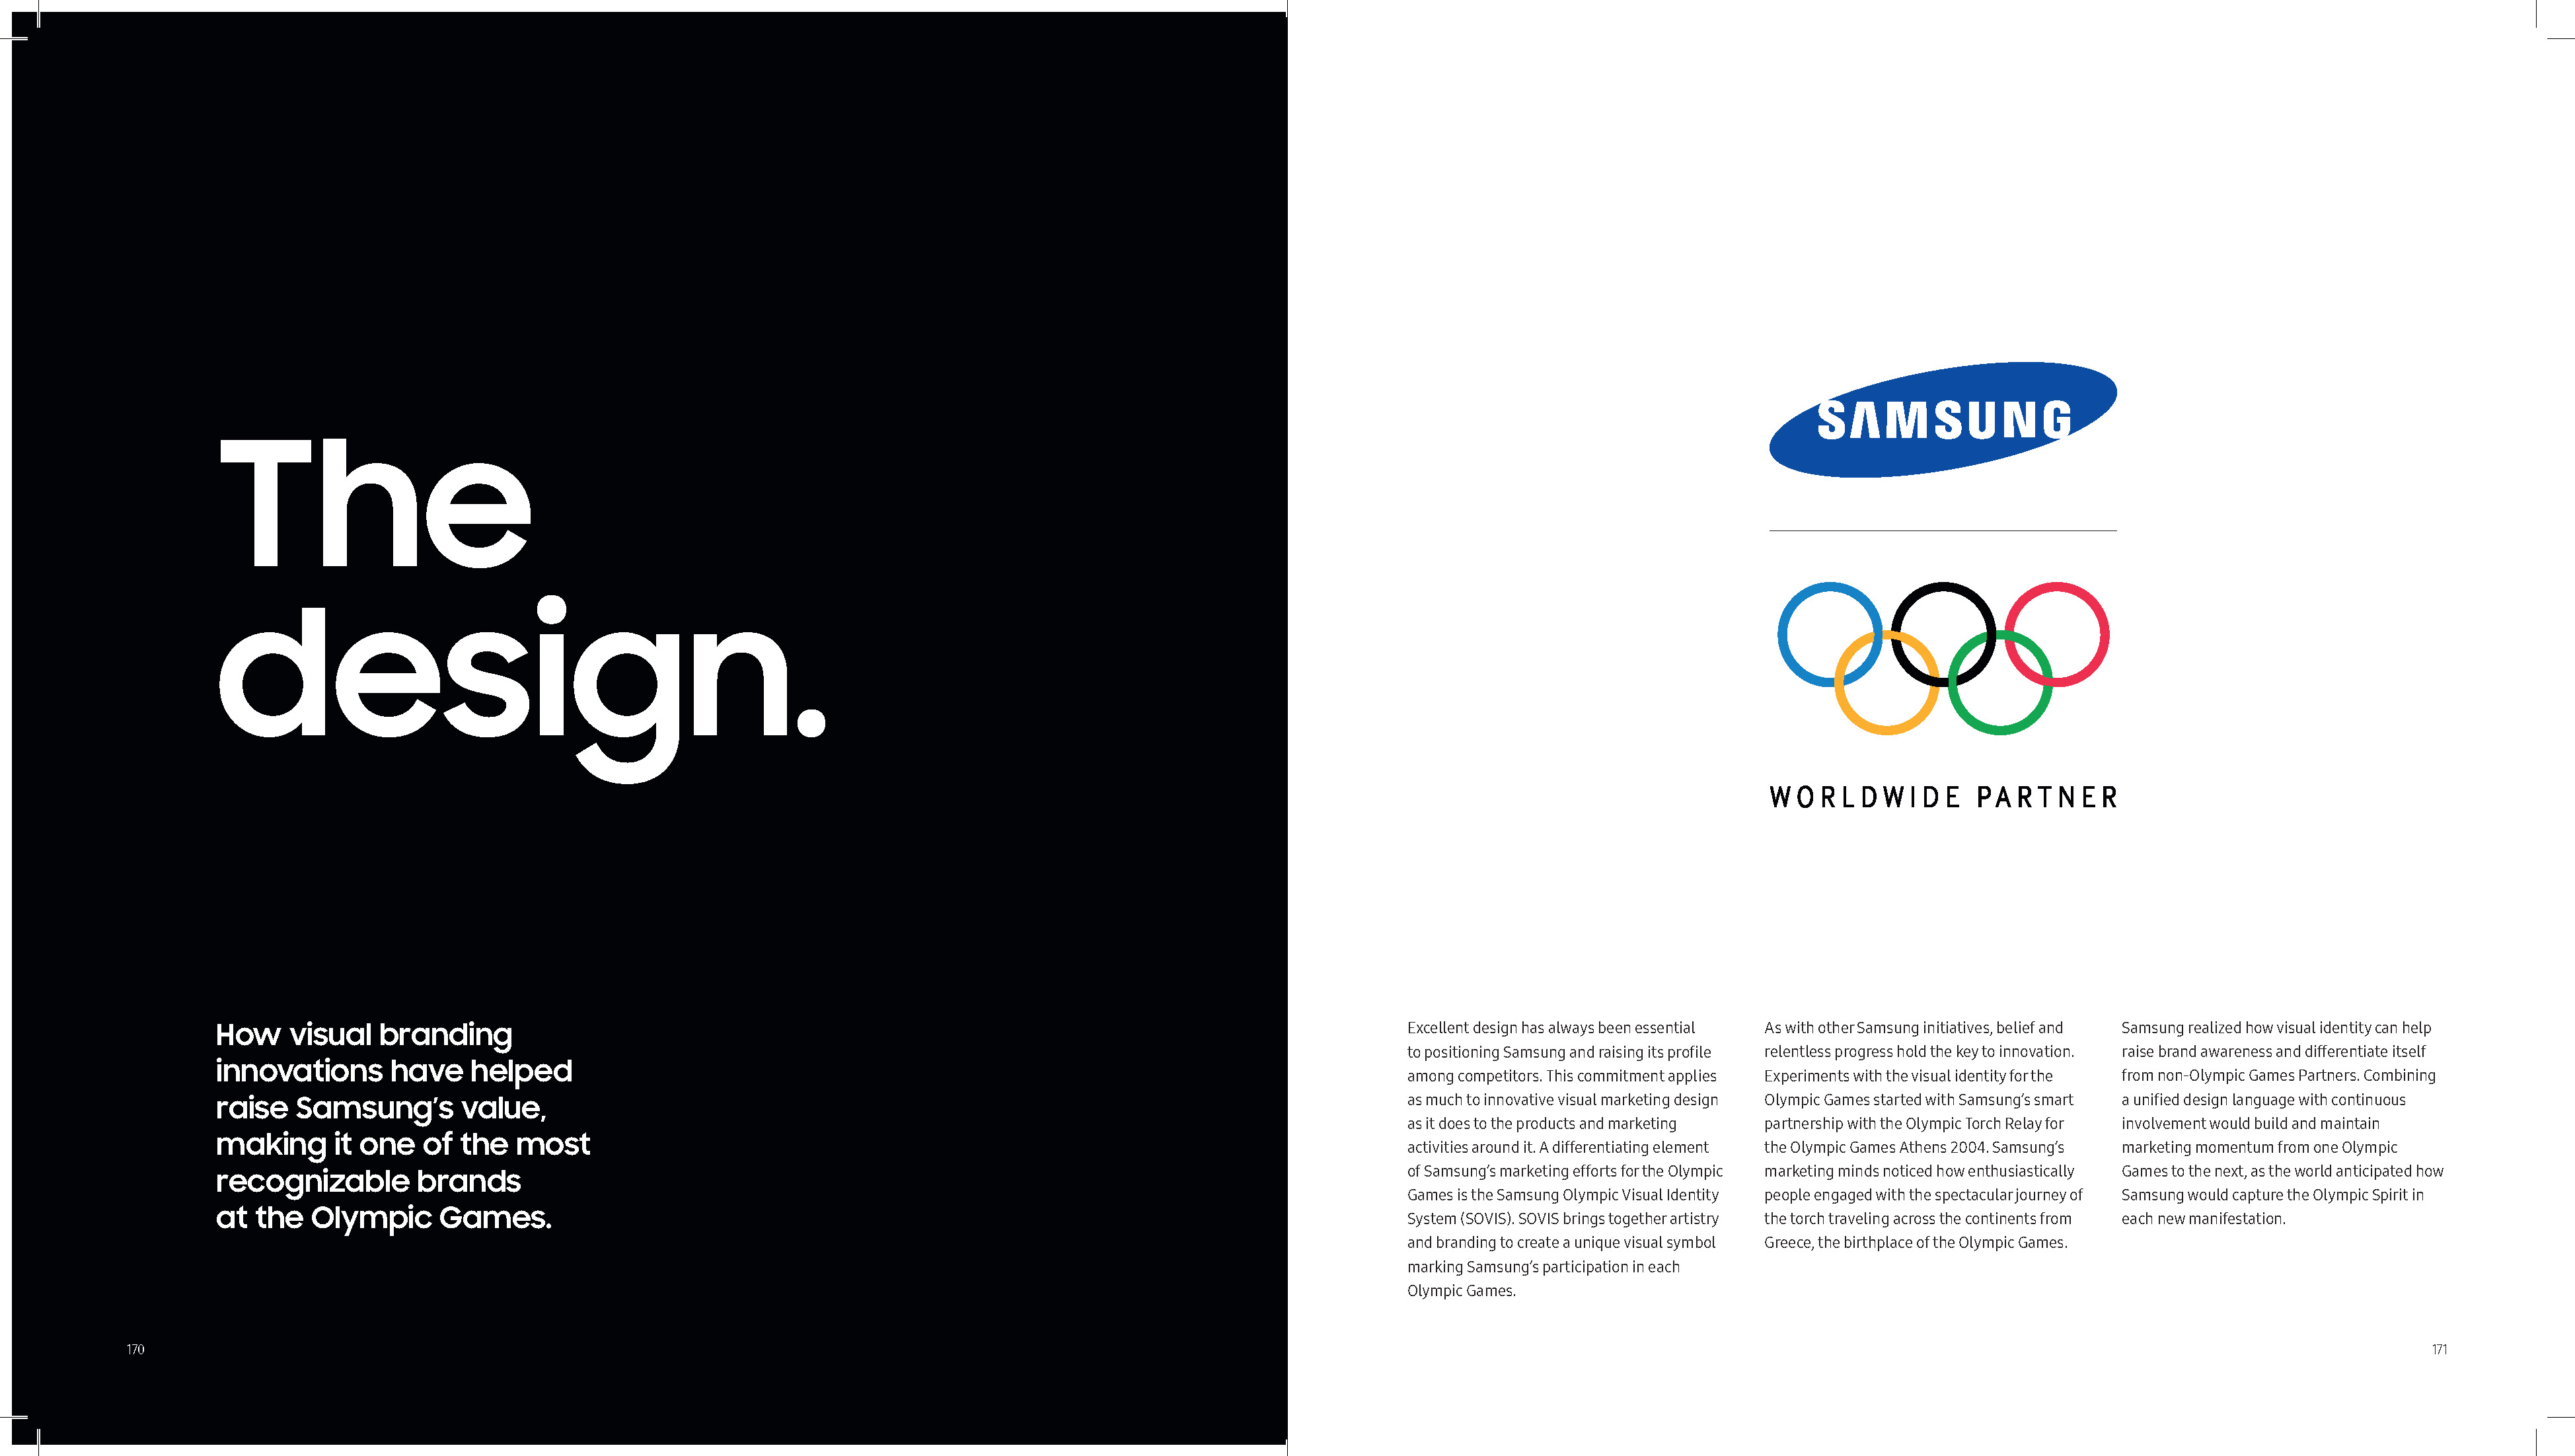 The
design.
How visual branding
innovations have helped
raise Samsung's value,
making it one of the most
recognizable brands
at the Olympic Games.
170
SAMSUNG
WORLDWIDE PARTNER
Excellent design has always been essential
to positioning Samsung and raising its profile
among competitors. This commitment applies
as much to innovative visual marketing design
as it does to the products and marketing
activities around it. A differentiating element
of Samsung's marketing efforts for the Olympic
Games is the Samsung Olympic Visual Identity
System (SOVIS). SOVIS brings together artistry
and branding to create a unique visual symbol
marking Samsung's participation in each
Olympic Games.
As with other Samsung initiatives, belief and
relentless progress hold the key to innovation.
Experiments with the visual identity for the
Olympic Games started with Samsung's smart
partnership with the Olympic Torch Relay for
the Olympic Games Athens 2004. Samsung's
marketing minds noticed how enthusiastically
people engaged with the spectacular journey of
the torch traveling across the continents from
Greece, the birthplace of the Olympic Games.
Samsung realized how visual identity can help
raise brand awareness and differentiate itself
from non-Olympic Games Partners. Combining
a unified design language with continuous
involvement would build and maintain
marketing momentum from one Olympic
Games to the next, as the world anticipated how
Samsung would capture the Olympic Spirit in
each new manifestation.
171